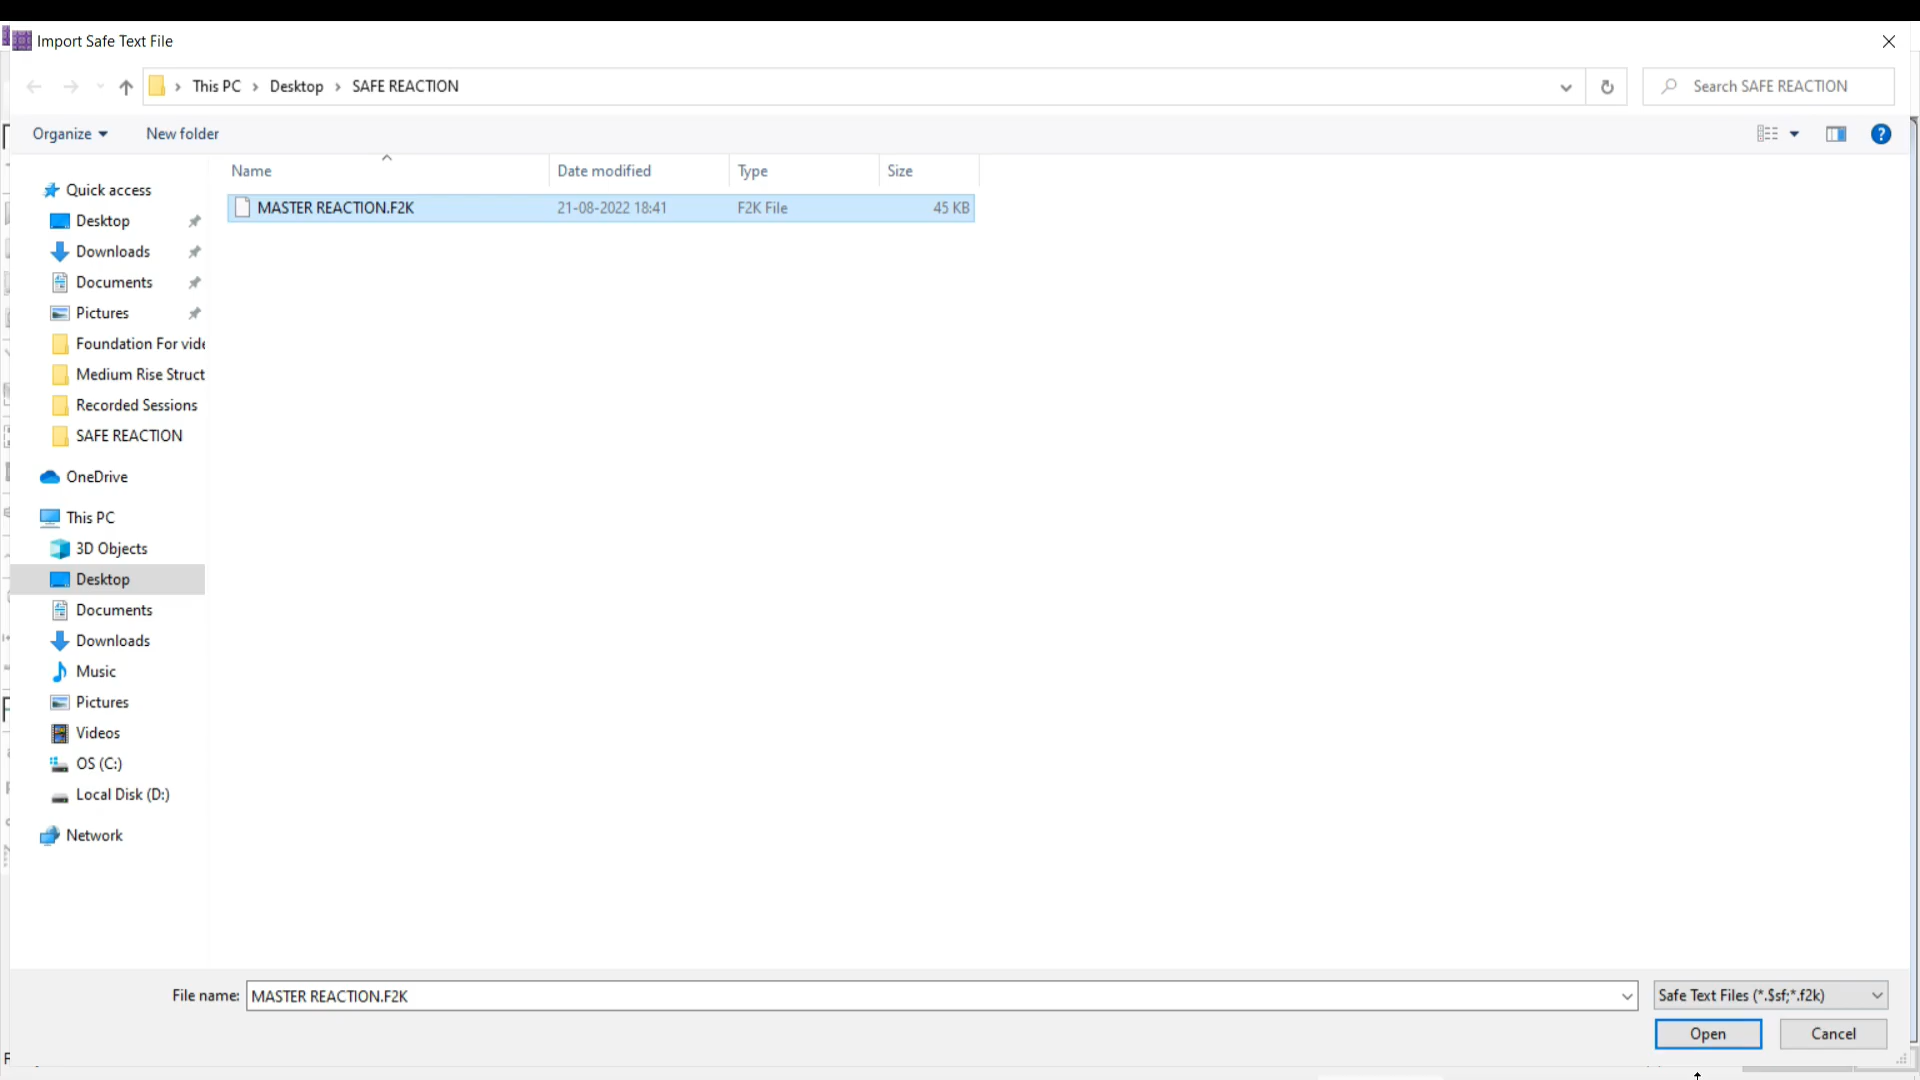 Import Safe Text File
This PC > Desktop > SAFE REACTION
Search SAFE REACTION
Organize
New folder
?
Name
Date modified
Type
Size
MASTER REACTION.F2K
21-08-2022 18:41
F2K File
45 KB
Quick access
Desktop
Downloads
Documents
Pictures
Foundation For vide
Medium Rise Struct
Recorded Sessions
SAFE REACTION
OneDrive
This PC
3D Objects
Desktop
Documents
Downloads
Music
Pictures
Videos
OS (C:)
Local Disk (D:)
Network
File name: MASTER REACTION.F2K
Safe Text Files (*.$sf;*.f2k)
Open
Cancel